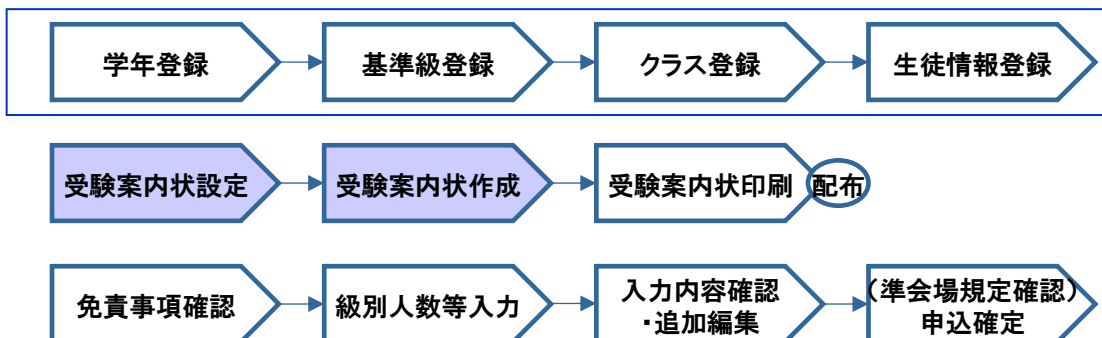 学年登録
基準級登録
クラス登録
生徒情報登録
受験案内状設定
受験案内状作成
受験案内状印刷
配布
免責事項確認
級別人数等入力
入力内容確認
・追加編集
（準会場規定確認）
申込確定